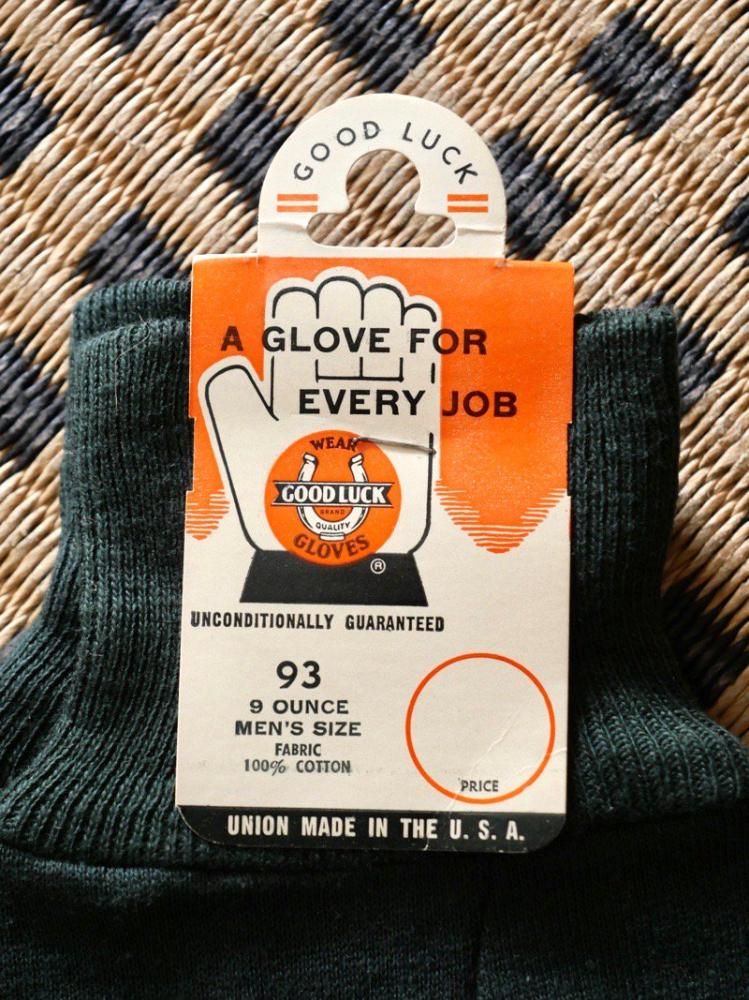 GOOD LUCK
A GLOVE FOR
EVERY JOB
WEAR
GOOD LUCK
BRAND
QUALITY
GLOVES
®
UNCONDITIONALLY GUARANTEED
93
9 OUNCE
MEN'S SIZE
FABRIC
100% COTTON
PRICE
UNION MADE IN THE U. S. A.